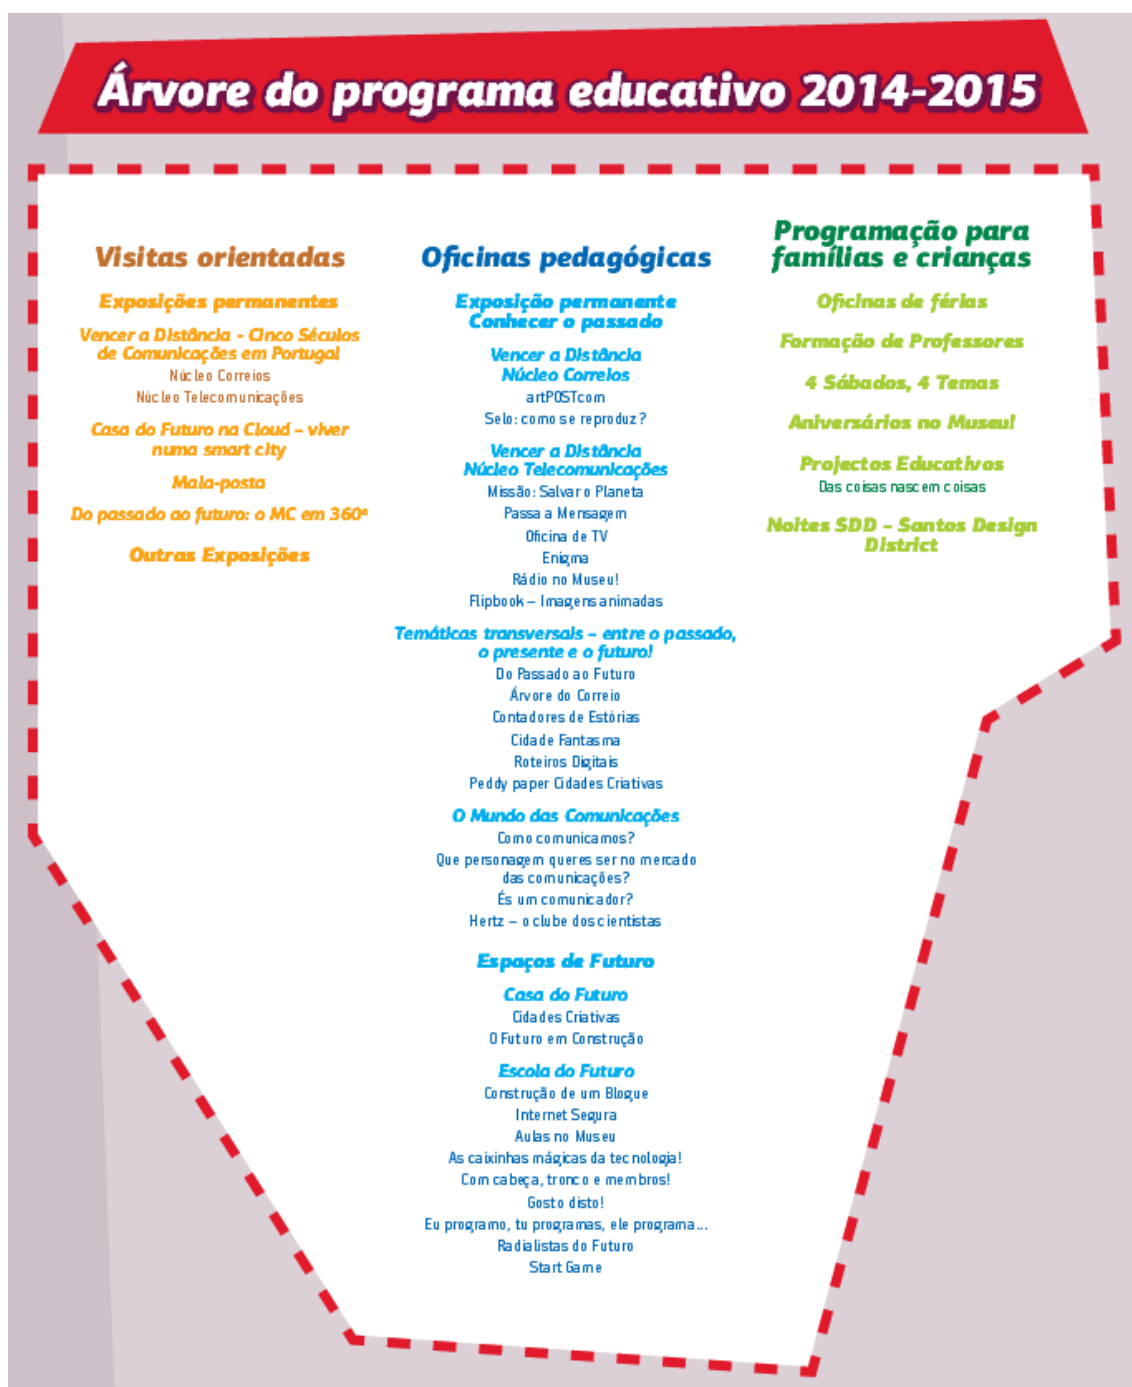 Árvore do programa educativo 2014-2015
Visitas orientadas
Exposições permanentes
Vencer a Distância - Cinco Séculos
de Comunicações em Portugal
Núcleo Correios
Núcleo Telecomunicações
Casa do Futuro na Cloud – viver
numa smart city
Mala-posta
Do passado ao futuro: o MC em 360º
Outras Exposições
Oficinas pedagógicas
Exposição permanente
Conhecer o passado
Vencer a Distância
Núcleo Correios
artPOSTcom
Selo: como se reproduz?
Vencer a Distância
Núcleo Telecomunicações
Missão: Salvar o Planeta
Passa a Mensagem
Oficina de TV
Enigma
Rádio no Museu!
Flipbook – Imagens animadas
Temáticas transversais – entre o passado,
o presente e o futuro!
Do Passado ao Futuro
Árvore do Correio
Contadores de Estórias
Cidade Fantasma
Roteiros Digitais
Peddy paper Cidades Criativas
O Mundo das Comunicações
Como comunicamos?
Que personagem queres ser no mercado
das comunicações?
És um comunicador?
Hertz – o clube dos cientistas
Espaços de Futuro
Casa do Futuro
Cidades Criativas
O Futuro em Construção
Escola do Futuro
Construção de um Blogue
Internet Segura
Aulas no Museu
As caixinhas mágicas da tecnologia!
Com cabeça, tronco e membros!
Gosto disto!
Eu programo, tu programas, ele programa...
Radialistas do Futuro
Start Game
Programação para
famílias e crianças
Oficinas de férias
Formação de Professores
4 Sábados, 4 Temas
Aniversários no Museu!
Projectos Educativos
Das coisas nascem coisas
Noites SDD – Santos Design
District